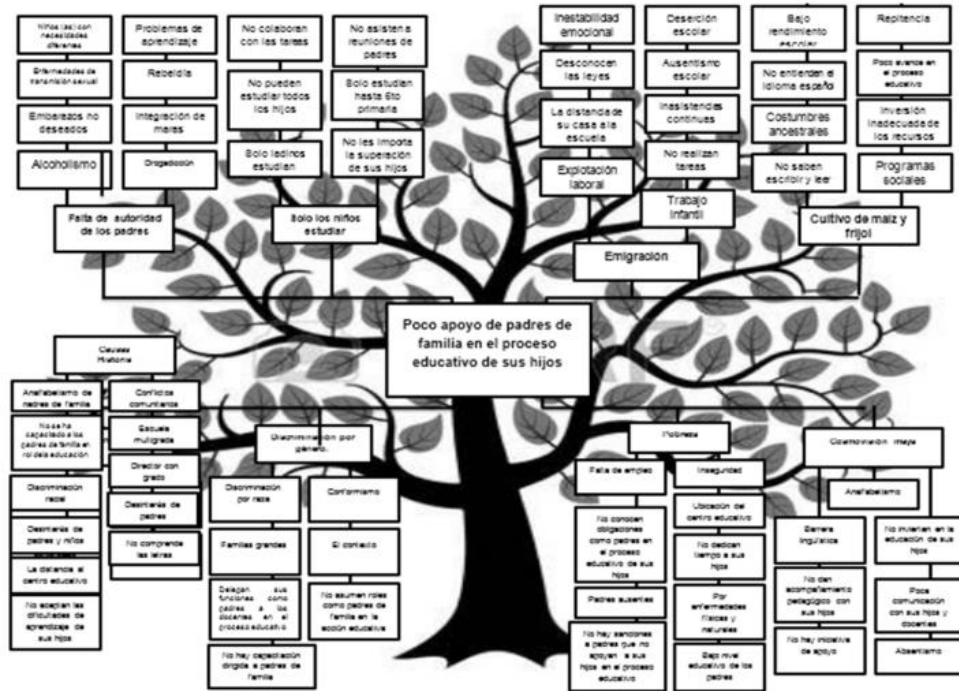 Niños (as) con
necesidades
diferentes
Enfermedades de
transmisión sexual
Embarazos no
deseados
Alcoholismo
Problemas de
aprendizaje
Rebeldía
Integración de
maras
Drogadicción
No colaboran
con las tareas
No pueden
estudiar todos
los hijos
Solo ladinos
estudian
No asisten a
reuniones de
padres
Solo estudian
hasta 6to
primaria
No les importa
la superación
de sus hijos
Inestabilidad
emocional
Desconocen
las leyes
La distancia de
su casa a la
escuela
Explotación
laboral
Deserción
escolar
Ausentismo
escolar
Inasistencias
continuas
No realizan
tareas
Bajo
rendimiento
escolar
No entienden el
idioma español
Costumbres
ancestrales
No saben
escribir y leer
Repitencia
Poco avance en
el proceso
educativo
Inversión
inadecuada de
los recursos
Programas
sociales
Falta de autoridad
de los padres
Solo los niños
estudiar
Trabajo
Infantil
Emigración
Cultivo de maíz y
frijol
Poco apoyo de padres de
familia en el proceso
educativo de sus hijos
Causas
Historia
Analfabetismo de
padres de familia
No se ha
capacitado a los
padres de familia en
rol de la educación
Discriminación
racial
Desinterés de
padres y niños
La distancia al
centro educativo
No aceptan las
dificultades de
aprendizaje de
sus hijos
Conflictos
comunitarios
Escuela
multigrada
Director con
grado
Desinterés de
padres
No comprende
las letras
Discriminación por
género.
Discriminación
por raza
Familias grandes
Delegan sus
funciones como
padres a los
docentes en el
proceso educativo
No hay capacitación
dirigida a padres de
familia
Conformismo
El contexto
No asumen roles
como padres de
familia en la
acción educativa
Pobreza
Falta de empleo
No conocen
obligaciones
como padres en
el proceso
educativo de sus
hijos
Padres ausentes
No hay sanciones
a padres que no
apoyan a sus
hijos en el proceso
educativo
Inseguridad
Ubicación del
centro educativo
No dedican
tiempo a sus
hijos
Por
enfermedades
físicas y
naturales
Bajo nivel
educativo de los
padres
Cosmovisión maya
Analfabetismo
Barrera
lingüística
No dan
acompañamiento
pedagógico con
sus hijos
No hay iniciativa
de apoyo
No invierten en la
educación de sus
hijos
Poca
comunicación
con sus hijos y
docentes
Absentismo